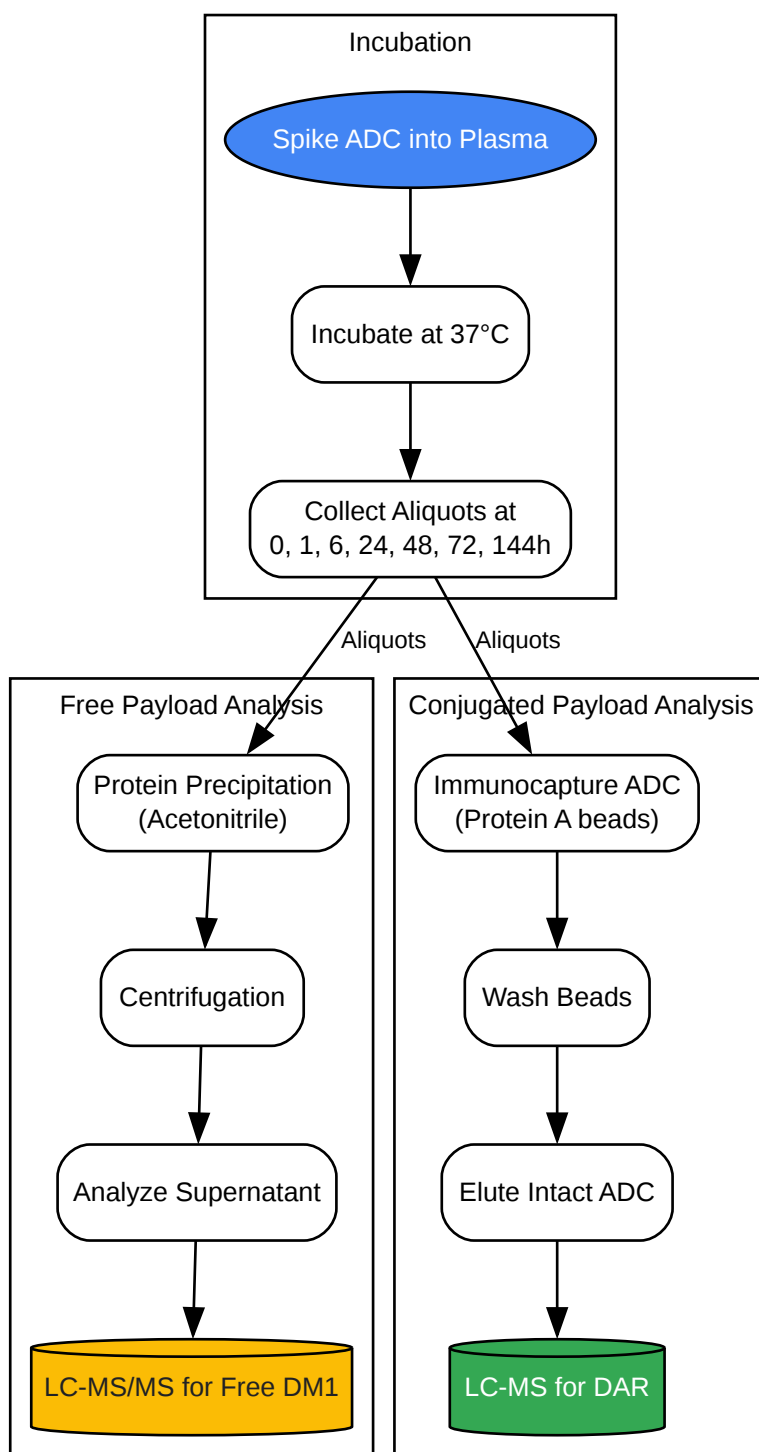 Incubation
Spike ADC into Plasma
Incubate at 37°C
Collect Aliquots at
0, 1, 6, 24, 48, 72, 144h
Aliquots
Aliquots
Free Payload Analysis
Protein Precipitation
(Acetonitrile)
Centrifugation
Analyze Supernatant
LC-MS/MS for Free DM1
Conjugated Payload Analysis
Immunocapture ADC
(Protein A beads)
Wash Beads
Elute Intact ADC
LC-MS for DAR